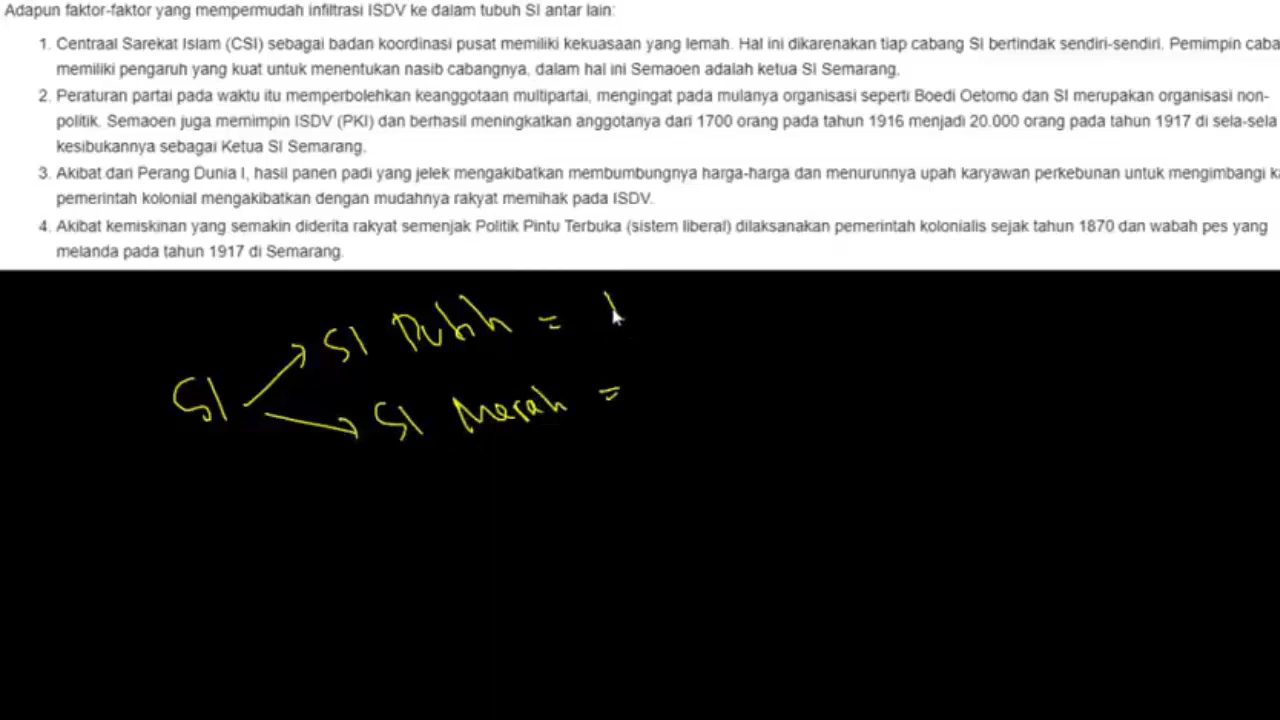 Adapun faktor-faktor yang mempermudah infiltrasi ISDV ke dalam tubuh SI antar lain:
1. Centraal Sarekat Islam (CSI) sebagai badan koordinasi pusat memiliki kekuasaan yang lemah. Hal ini dikarenakan tiap cabang SI bertindak sendiri-sendiri. Pemimpin caba
memiliki pengaruh yang kuat untuk menentukan nasib cabangnya, dalam hal ini Semaoen adalah ketua SI Semarang.
2. Peraturan partai pada waktu itu memperbolehkan keanggotaan multipartai, mengingat pada mulanya organisasi seperti Boedi Oetomo dan SI merupakan organisasi non-
politik. Semaoen juga memimpin ISDV (PKI) dan berhasil meningkatkan anggotanya dari 1700 orang pada tahun 1916 menjadi 20.000 orang pada tahun 1917 di sela-sela
kesibukannya sebagai Ketua SI Semarang.
3. Akibat dari Perang Dunia I, hasil panen padi yang jelek mengakibatkan membumbungnya harga-harga dan menurunnya upah karyawan perkebunan untuk mengimbangi k
pemerintah kolonial mengakibatkan dengan mudahnya rakyat memihak pada ISDV.
4. Akibat kemiskinan yang semakin diderita rakyat semenjak Politik Pintu Terbuka (sistem liberal) dilaksanakan pemerintah kolonialis sejak tahun 1870 dan wabah pes yang
melanda pada tahun 1917 di Semarang.
SI Putih =
SI
SI Merah =